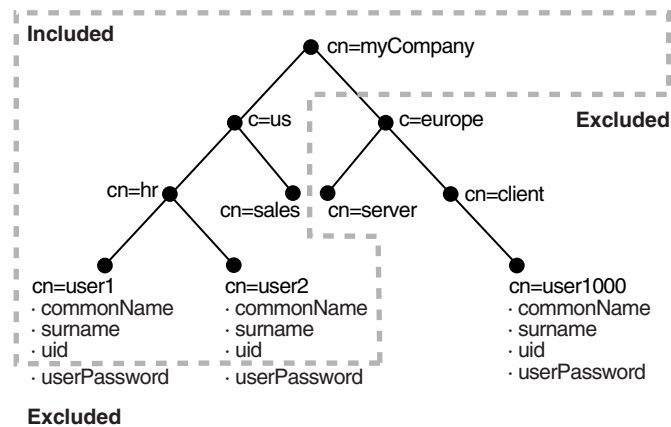 Included
cn=myCompany
c=us
c=europe
Excluded
cn=hr
cn=sales
cn=server
cn=client
cn=user1
· commonName
· surname
· uid
· userPassword
cn=user2
· commonName
· surname
· uid
· userPassword
cn=user1000
· commonName
· surname
· uid
· userPassword
Excluded